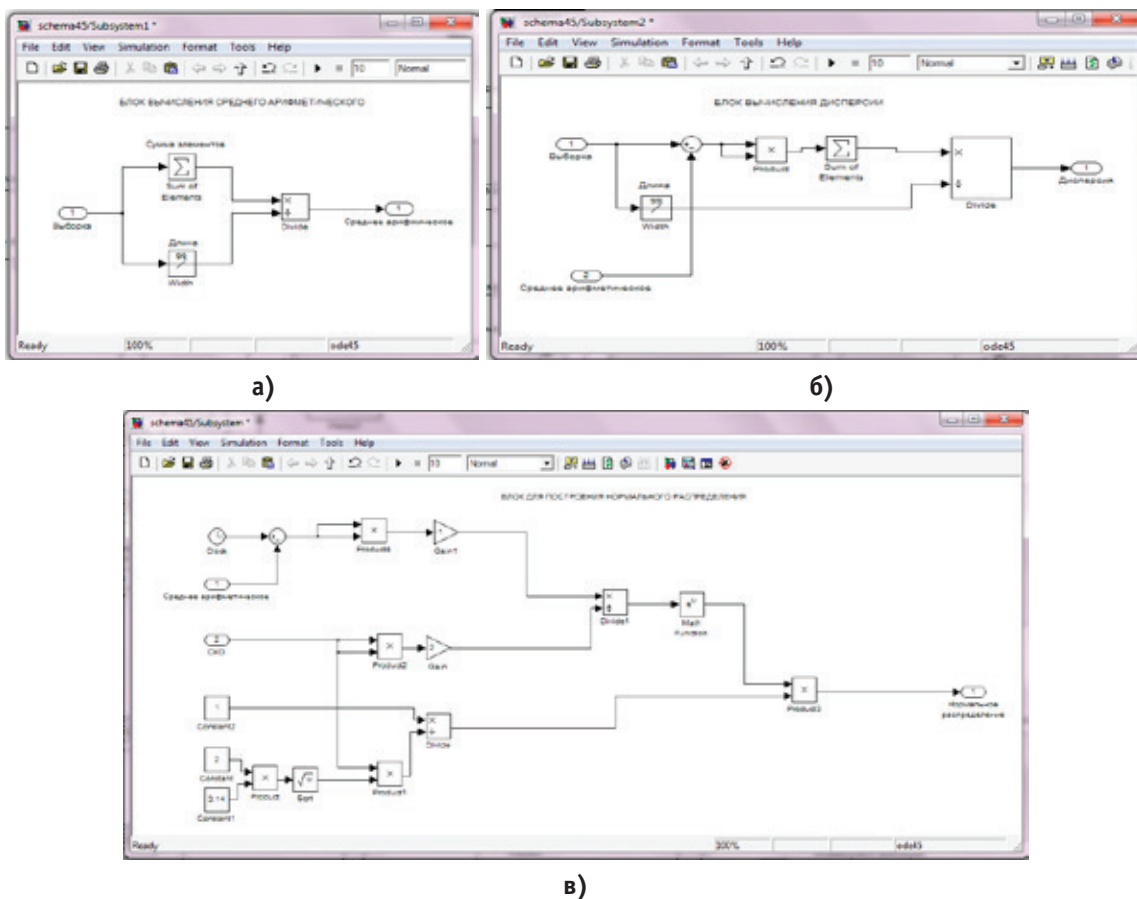 schema45/Subsystem1 *
File Edit View Simulation Format Tools Help
10 Normal
БЛОК ВЫЧИСЛЕНИЯ СРЕДНЕГО АРИФМЕТИЧЕСКОГО
Сумма элементов
Sum of
Elements
1
Выборка
×
÷
Divide
1
Среднее арифметическое
Длина
Width
Ready 100% ode45
а)
schema45/Subsystem2 *
File Edit View Simulation Format Tools Help
10 Normal
БЛОК ВЫЧИСЛЕНИЯ ДИСПЕРСИИ
1
Выборка
×
Product
Sum of
Elements
×
÷
Divide
1
Дисперсия
Длина
Width
2
Среднее арифметическое
Ready 100% ode45
б)
schema45/Subsystem *
File Edit View Simulation Format Tools Help
10 Normal
БЛОК ДЛЯ ПОСТРОЕНИЯ НОРМАЛЬНОГО РАСПРЕДЕЛЕНИЯ
Clock
×
Gain1
1
Среднее арифметическое
×
÷
Divide1
Math
Function
2
СКО
×
Product2
2
Gain
×
Product3
1
Нормальное
распределение
1
Constant2
×
÷
Divide
2
Constant
3.14
Constant1
×
Product
Sqrt
×
Product1
Ready 100% ode45
в)